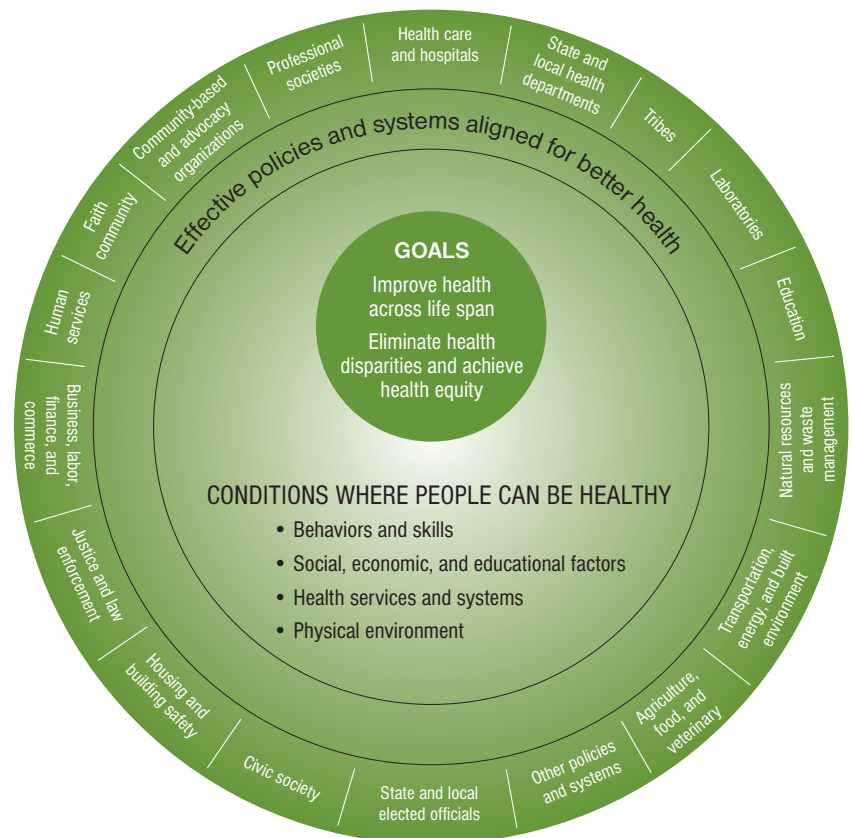 Health care
and hospitals
State and
local health
departments
Tribes
Laboratories
Education
Natural resources
and waste
management
Transportation,
energy, and built
environment
Agriculture,
food, and
veterinary
Other policies
and systems
State and local
elected officials
Civic society
Housing and
building safety
Justice and law
enforcement
Business, labor,
finance, and
commerce
Human
services
Faith
community
Community-based
and advocacy
organizations
Professional
societies
Effective policies and systems aligned for better health
GOALS
Improve health
across life span
Eliminate health
disparities and achieve
health equity
CONDITIONS WHERE PEOPLE CAN BE HEALTHY
• Behaviors and skills
• Social, economic, and educational factors
• Health services and systems
• Physical environment